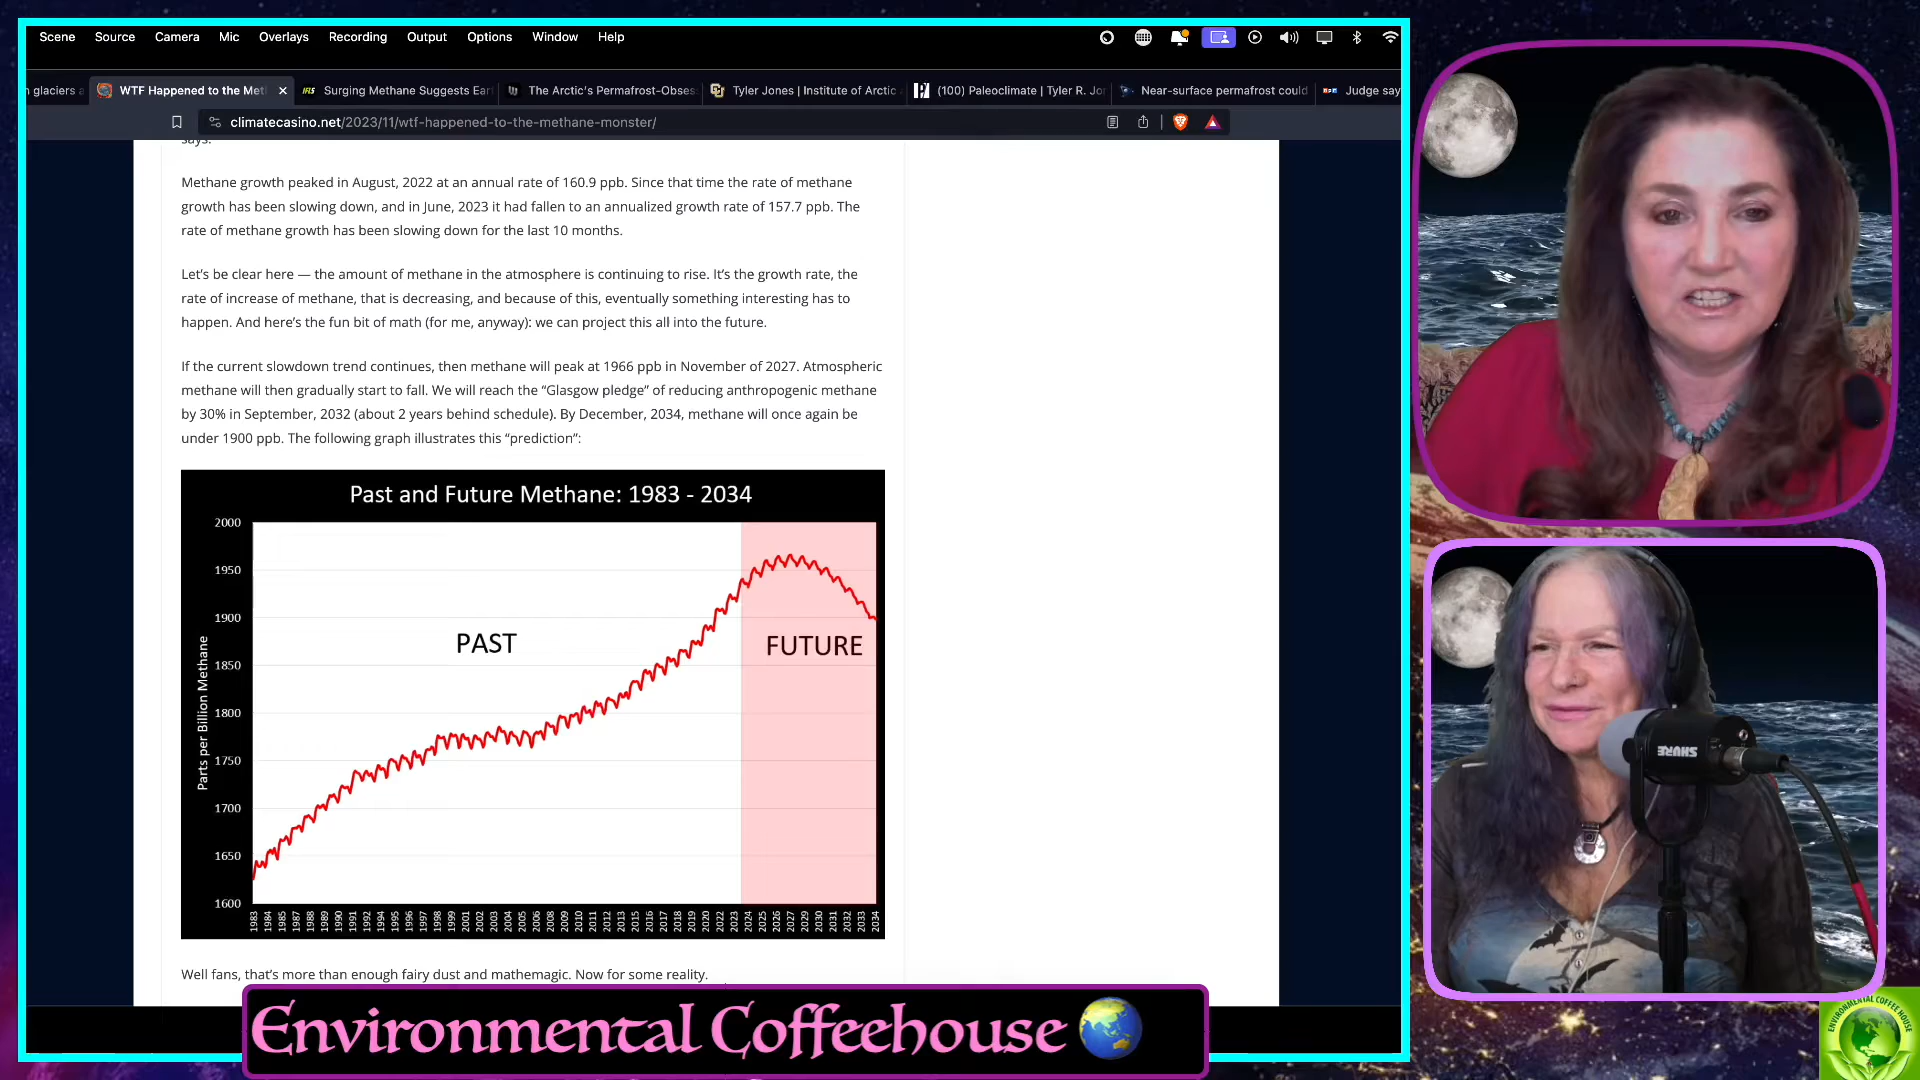 Scene Source Camera Mic Overlays Recording Output Options Window Help
glaciers a
WTF Happened to the Met
Surging Methane Suggests Ear
The Arctic's Permafrost-Obses
Tyler Jones | Institute of Arctic
(100) Paleoclimate | Tyler R. Jor
Near-surface permafrost could
Judge say
climatecasino.net/2023/11/wtf-happened-to-the-methane-monster/
says:
Methane growth peaked in August, 2022 at an annual rate of 160.9 ppb. Since that time the rate of methane
growth has been slowing down, and in June, 2023 it had fallen to an annualized growth rate of 157.7 ppb. The
rate of methane growth has been slowing down for the last 10 months.
Let's be clear here — the amount of methane in the atmosphere is continuing to rise. It's the growth rate, the
rate of increase of methane, that is decreasing, and because of this, eventually something interesting has to
happen. And here's the fun bit of math (for me, anyway): we can project this all into the future.
If the current slowdown trend continues, then methane will peak at 1966 ppb in November of 2027. Atmospheric
methane will then gradually start to fall. We will reach the “Glasgow pledge” of reducing anthropogenic methane
by 30% in September, 2032 (about 2 years behind schedule). By December, 2034, methane will once again be
under 1900 ppb. The following graph illustrates this “prediction”:
Past and Future Methane: 1983 - 2034
2000
1950
1900
1850
1800
1750
1700
1650
1600
Parts per Billion Methane
PAST
FUTURE
1983 1984 1985 1987 1988 1989 1990 1991 1992 1994 1995 1996 1997 1998 1999 2001 2002 2003 2004 2005 2006 2008 2009 2010 2011 2012 2013 2015 2016 2017 2018 2019 2020 2022 2023 2024 2025 2026 2027 2029 2030 2031 2032 2033 2034
Well fans, that's more than enough fairy dust and mathemagic. Now for some reality.
Environmental Coffeehouse
SHURE
ENVIRONMENTAL COFFEE HOUSE